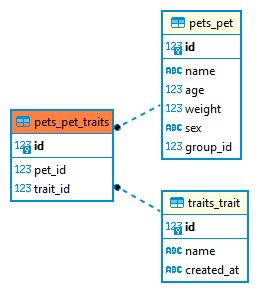 pets_pet
123 id
ABC name
123 age
123 weight
ABC sex
123 group_id
pets_pet_traits
123 id
123 pet_id
123 trait_id
traits_trait
123 id
ABC name
ABC created_at